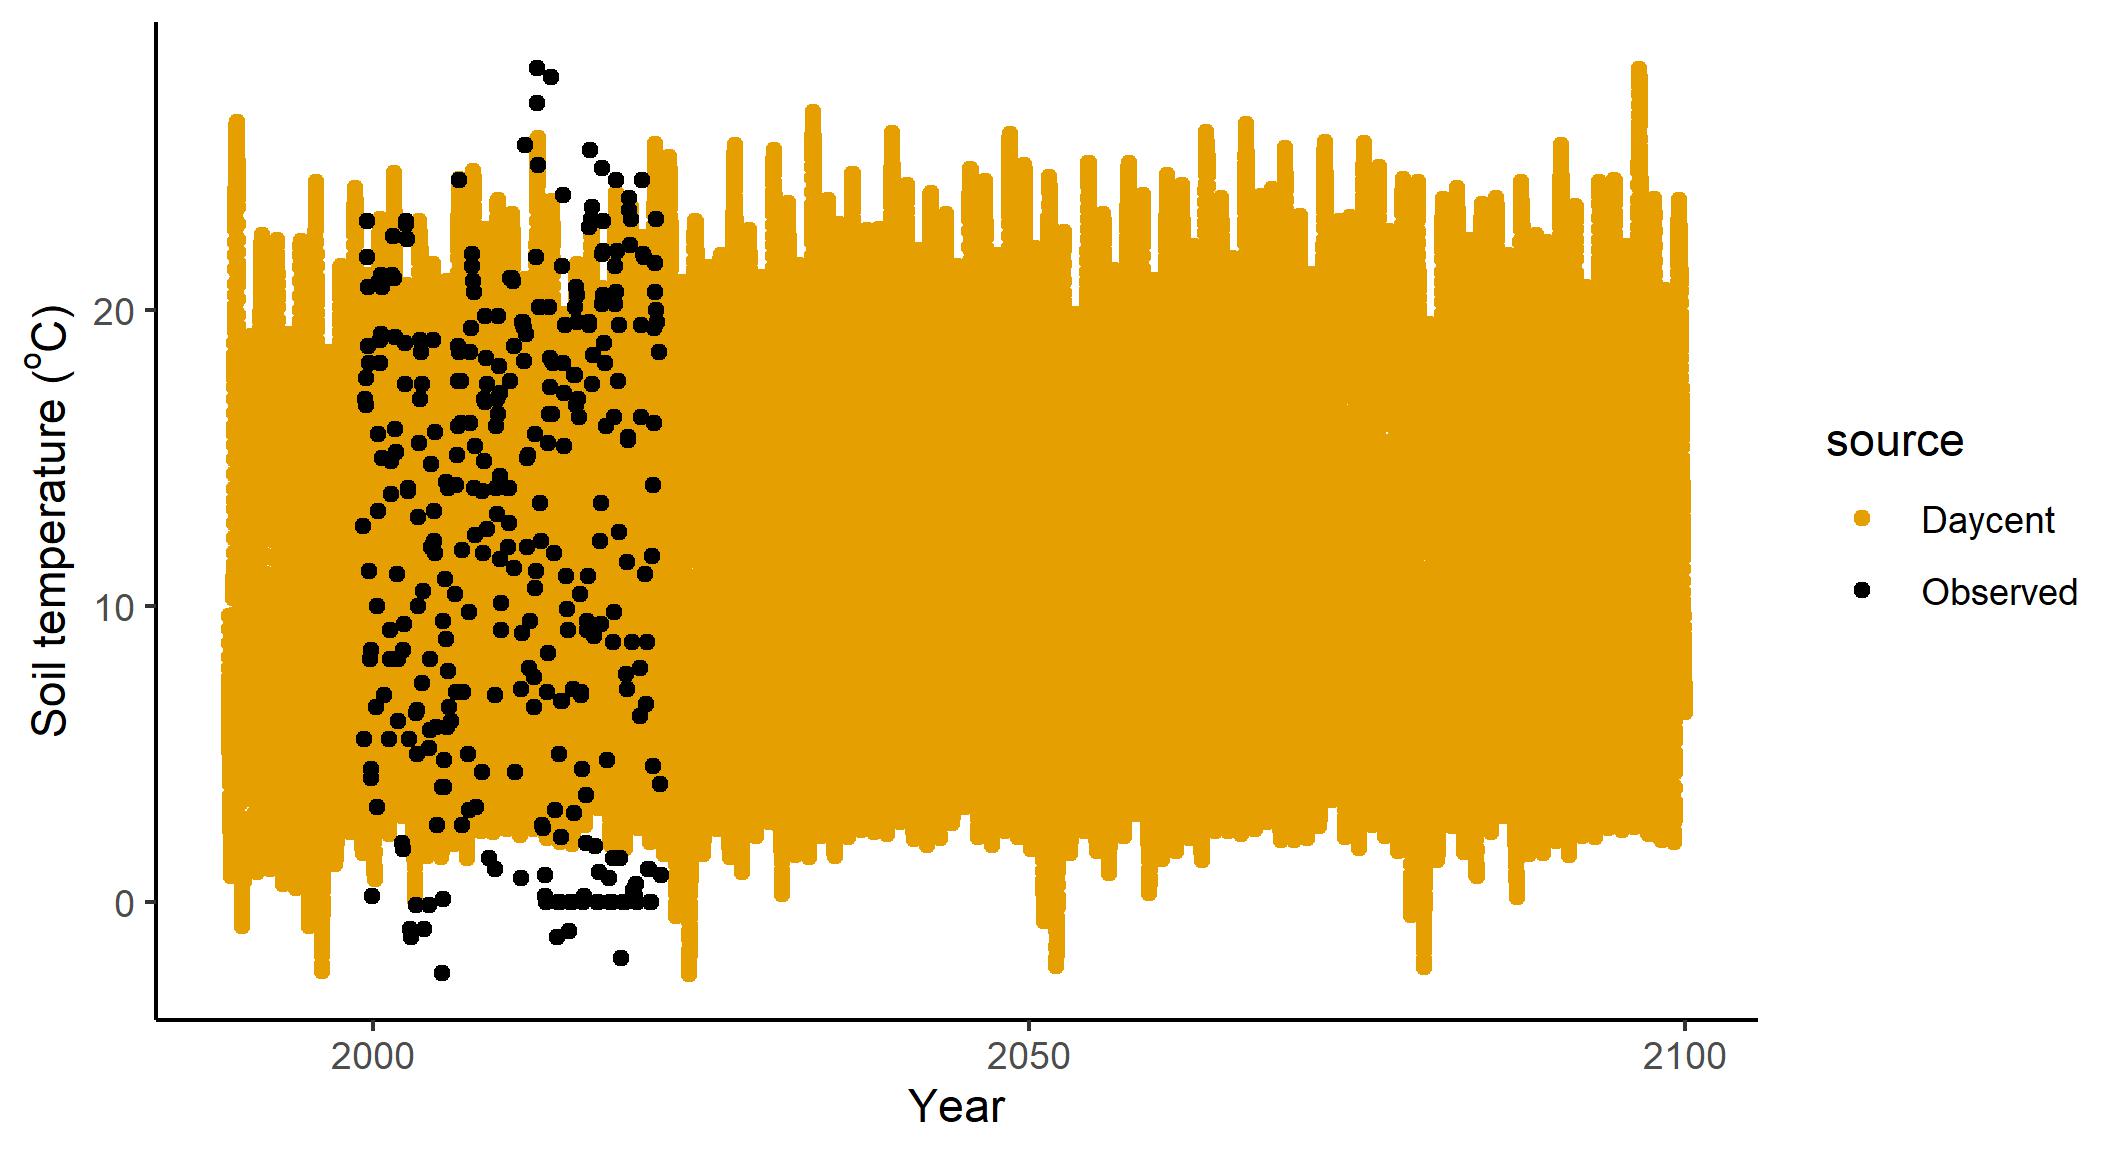 Soil temperature (°C)
20
10
0
2000
2050
2100
Year
source
Daycent
Observed